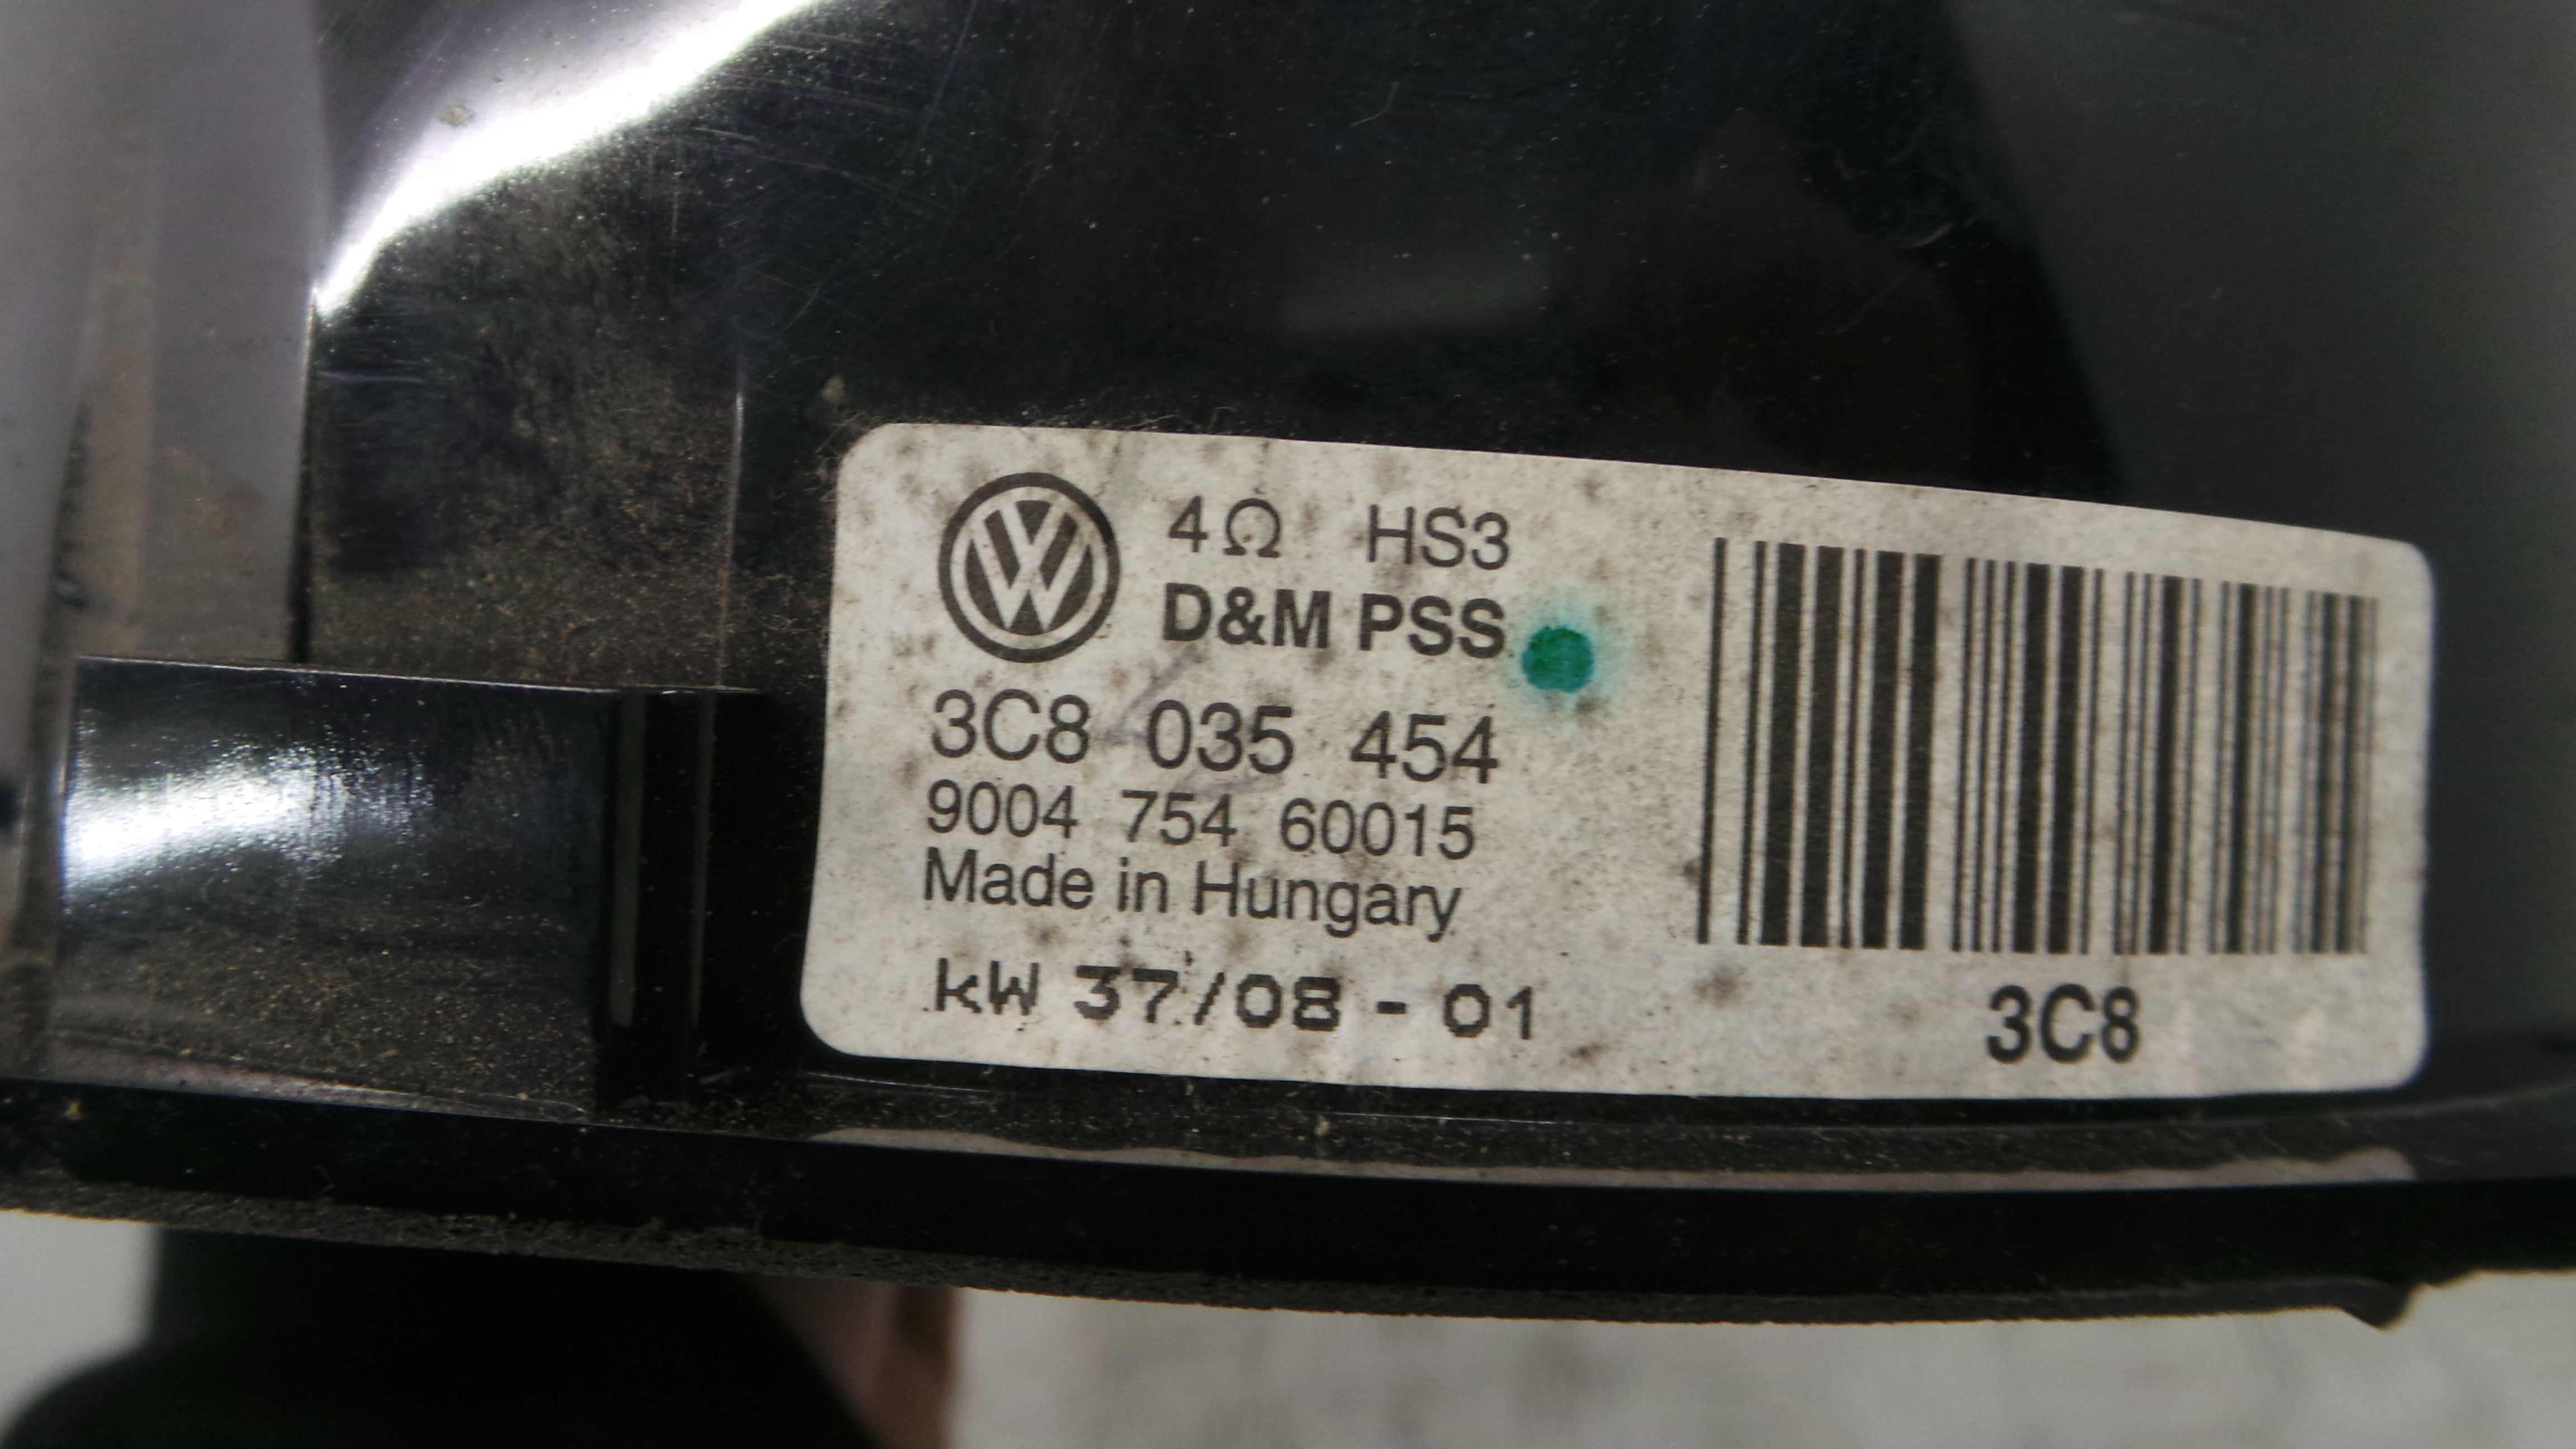 4Ω HS3
D&M PSS
3C8 035 454
9004 754 60015
Made in Hungary
kW 37/08 - 01
3C8